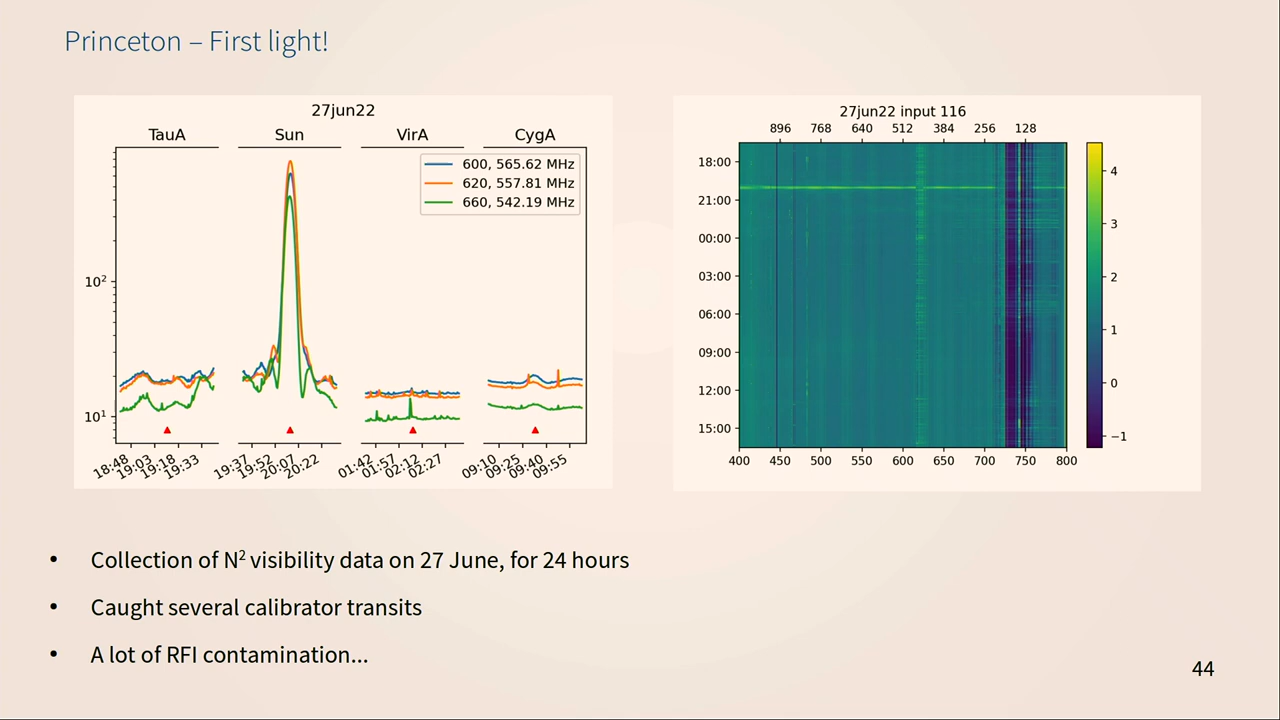 Princeton – First light!
27jun22
TauA Sun VirA CygA
600, 565.62 MHz
620, 557.81 MHz
660, 542.19 MHz
10²
10¹
18:48 19:03 19:18 19:33 19:37 19:52 20:07 20:22 01:42 01:57 02:12 02:27 09:10 09:25 09:40 09:55
27jun22 input 116
896 768 640 512 384 256 128
18:00
21:00
00:00
03:00
06:00
09:00
12:00
15:00
400 450 500 550 600 650 700 750 800
4
3
2
1
0
−1
• Collection of N² visibility data on 27 June, for 24 hours
• Caught several calibrator transits
• A lot of RFI contamination...
44